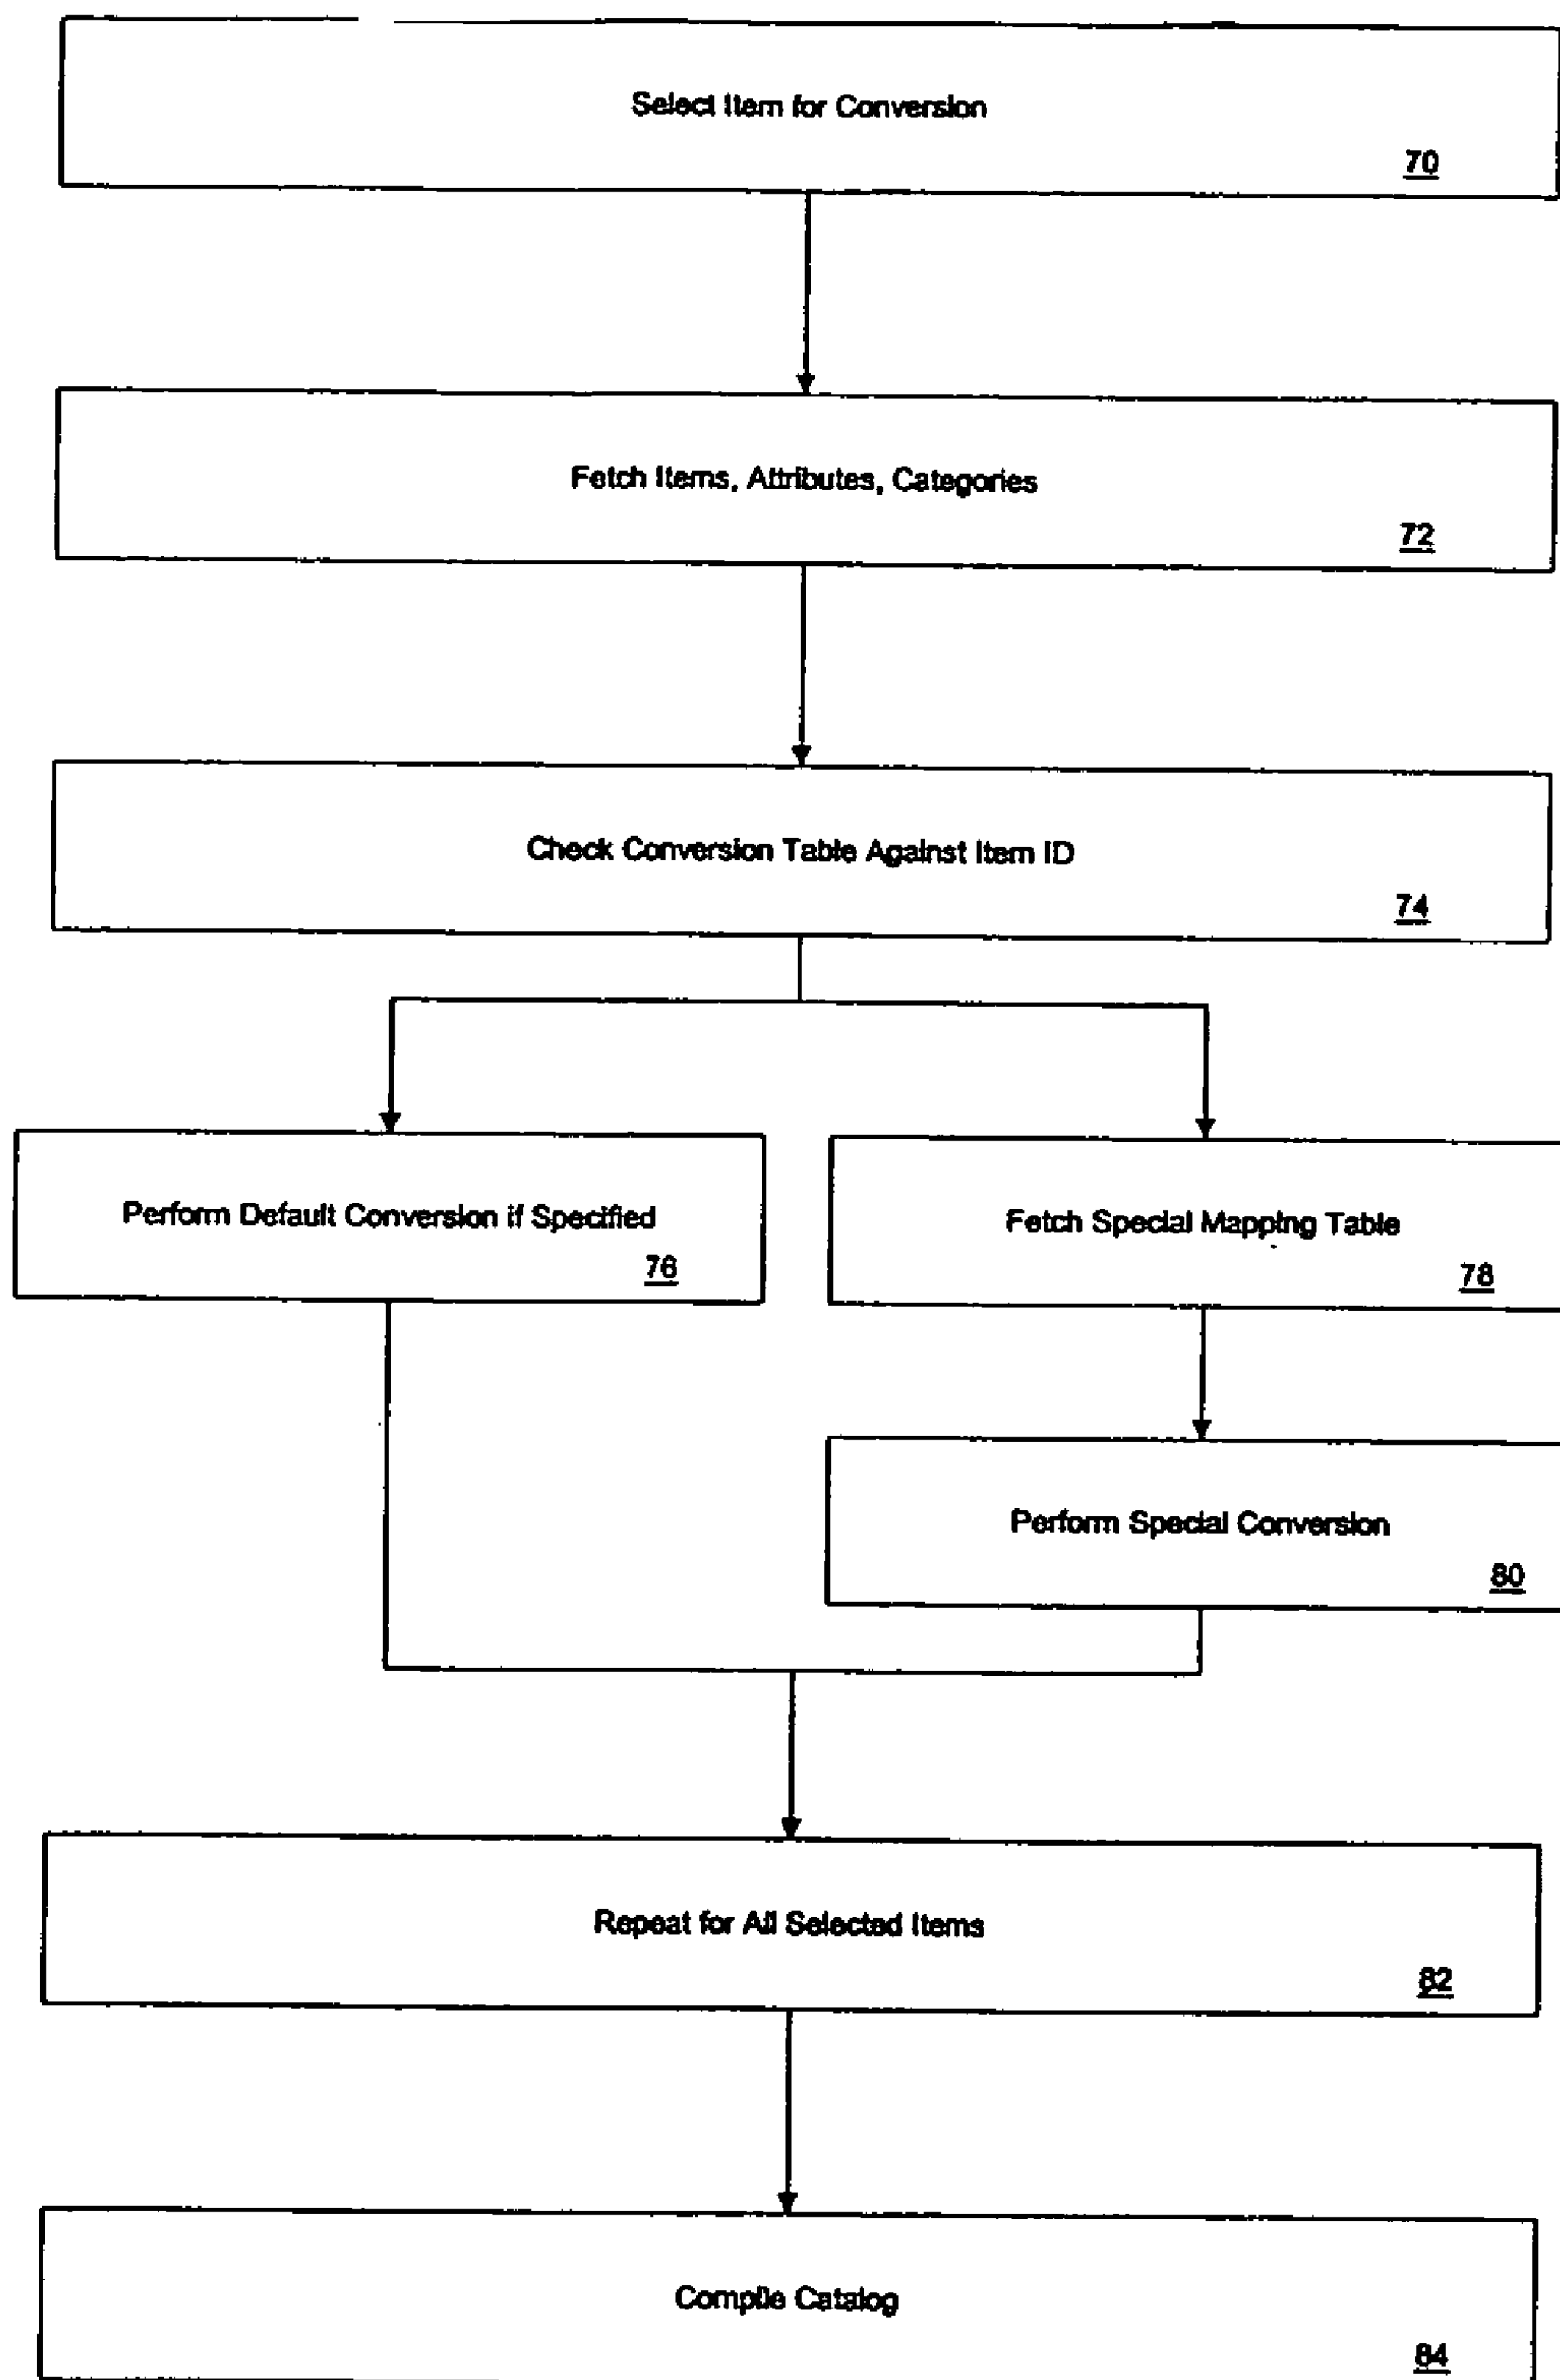 Select Item for Conversion
70
Fetch Items, Attributes, Categories
72
Check Conversion Table Against Item ID
74
Perform Default Conversion if Specified
76
Fetch Special Mapping Table
78
Perform Special Conversion
80
Repeat for All Selected Items
82
Compile Catalog
84